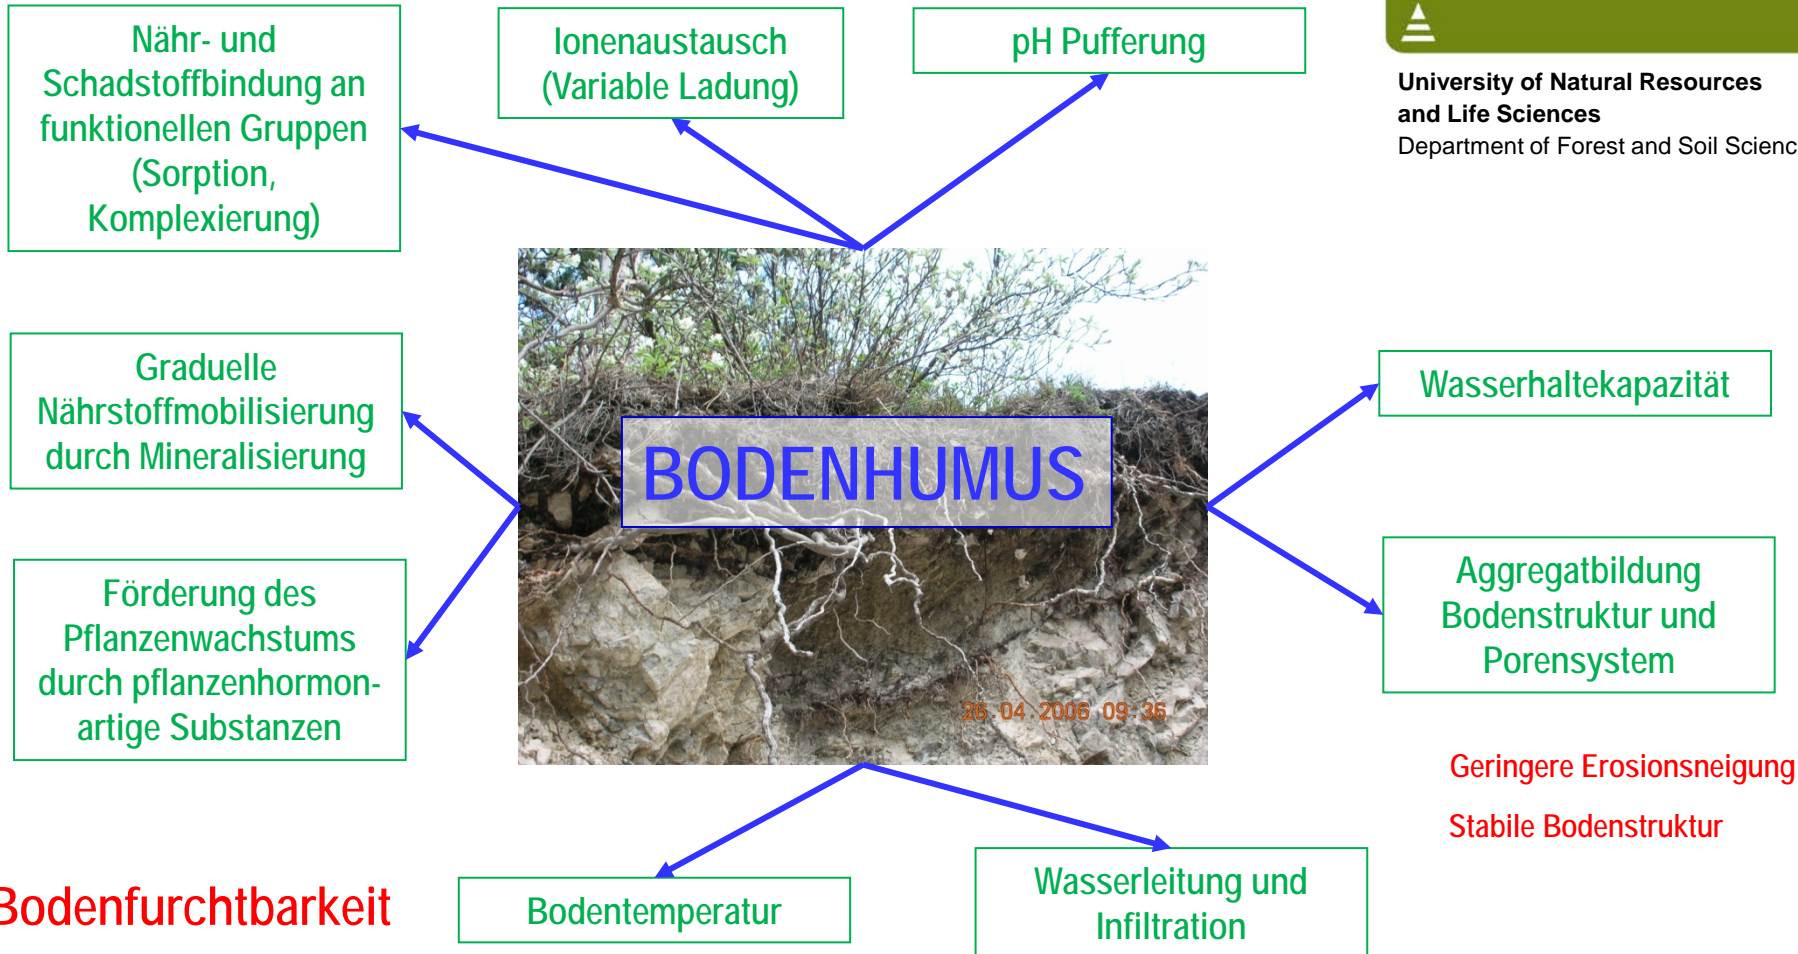 Nähr- und
Schadstoffbindung an
funktionellen Gruppen
(Sorption,
Komplexierung)
Ionenaustausch
(Variable Ladung)
pH Pufferung
University of Natural Resources
and Life Sciences
Department of Forest and Soil Scienc
Graduelle
Nährstoffmobilisierung
durch Mineralisierung
BODENHUMUS
Wasserhaltekapazität
Förderung des
Pflanzenwachstums
durch pflanzenhormon-
artige Substanzen
Aggregatbildung
Bodenstruktur und
Porensystem
26.04.2006 09:36
Geringere Erosionsneigung
Stabile Bodenstruktur
Bodenfurchtbarkeit
Bodentemperatur
Wasserleitung und
Infiltration